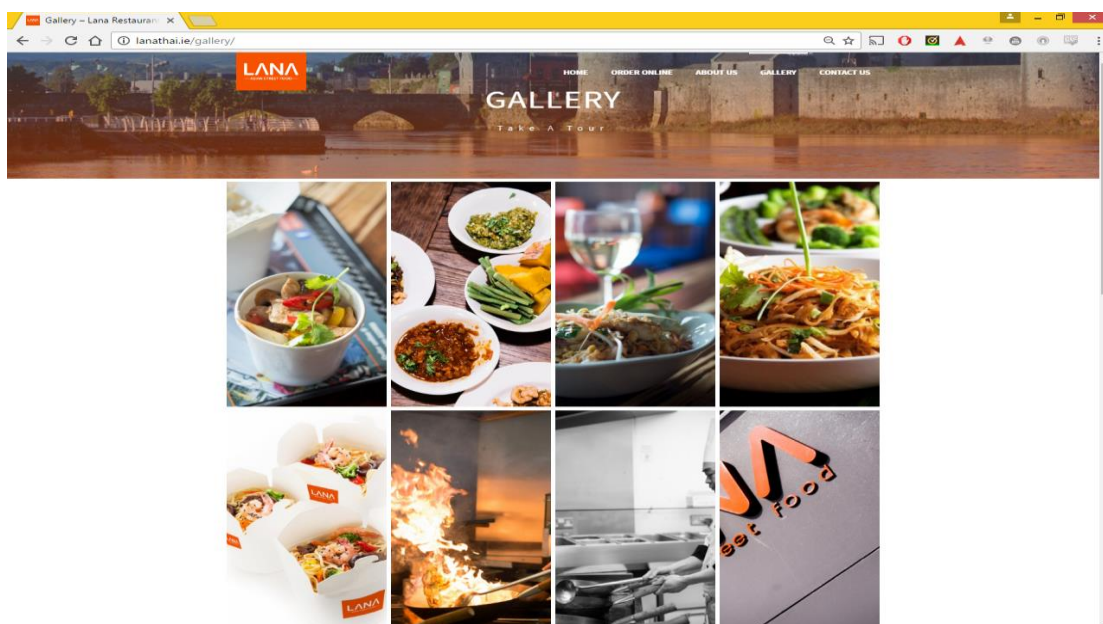 LANA Gallery – Lana Restauran
lanathai.ie/gallery/
LANA
HOME ORDER ONLINE ABOUT US GALLERY CONTACT US
GALLERY
Take A Tour
LANA
LANA
eet food